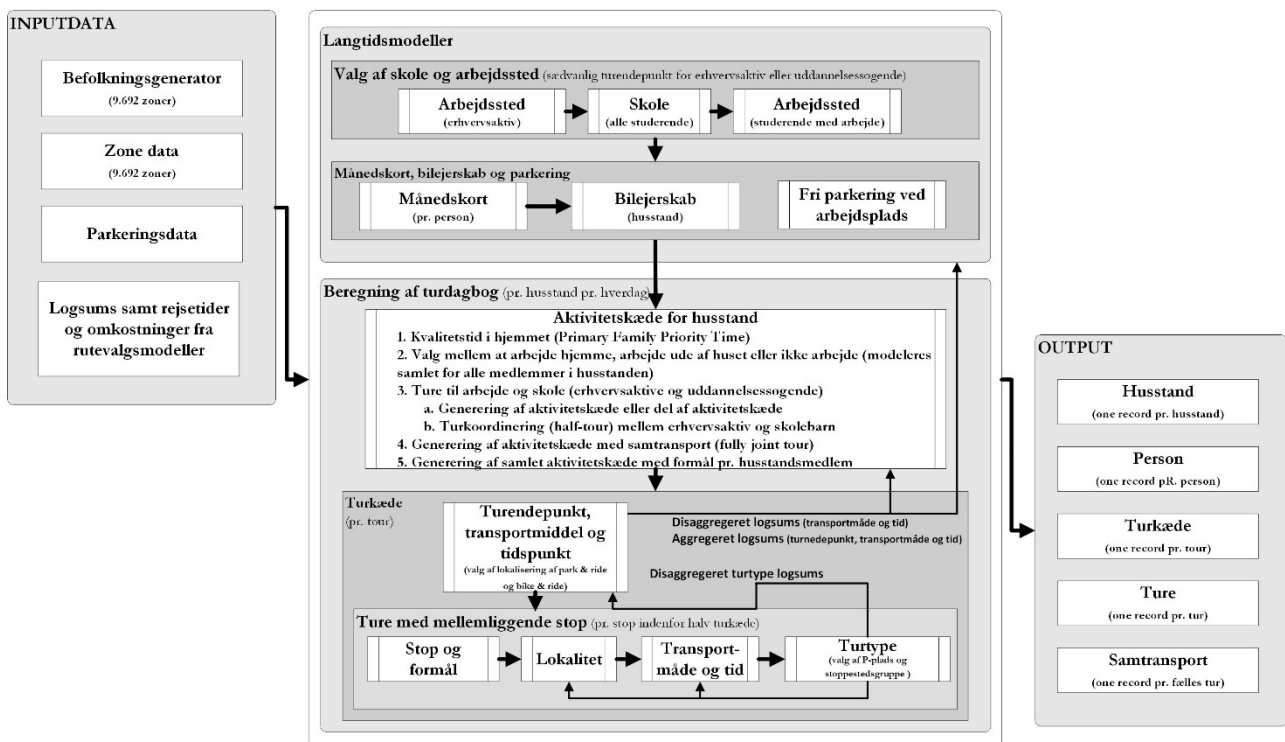 INPUTDATA
Befolkningsgenerator
(9.692 zoner)
Zone data
(9.692 zoner)
Parkeringsdata
Logsums samt rejsetider
og omkostninger fra
rutevalgsmodeller
Langtidsmodeller
Valg af skole og arbejdssted (sædvanlig turendepunkt for erhvervsaktiv eller uddannelsessogende)
Arbejdssted
(erhvervsaktiv)
Skole
(alle studerende)
Arbejdssted
(studerende med arbejde)
Månedskort, bilejerskab og parkering
Månedskort
(pr. person)
Bilejerskab
(husstand)
Fri parkering ved
arbejdsplads
Beregning af turdagbog (pr. husstand pr. hverdag)
Aktivitetskæde for husstand
1. Kvalitetstid i hjemmet (Primary Family Priority Time)
2. Valg mellem at arbejde hjemme, arbejde ude af huset eller ikke arbejde (modeleres
samlet for alle medlemmer i husstanden)
3. Ture til arbejde og skole (erhvervsaktive og uddannelsessogende)
a. Generering af aktivitetskæde eller del af aktivitetskæde
b. Turkoordinering (half-tour) mellem erhvervsaktiv og skolebarn
4. Generering af aktivitetskæde med samtransport (fully joint tour)
5. Generering af samlet aktivitetskæde med formål pr. husstandsmedlem
Turkæde
(pr. tour)
Turendepunkt,
transportmiddel og
tidspunkt
(valg af lokalisering af park & ride
og bike & ride)
Disaggregeret logsums (transportmåde og tid)
Aggregeret logsums (turnedepunkt, transportmåde og tid)
Disaggregeret turtype logsums
Ture med mellemliggende stop (pr. stop indenfor halv turkæde)
Stop og
formål
Lokalitet
Transport-
måde og tid
Turtype
(valg af P-plads og
stoppestedsgruppe )
OUTPUT
Husstand
(one record pr. husstand)
Person
(one record pR. person)
Turkæde
(one record pr. tour)
Ture
(one record pr. tur)
Samtransport
(one record pr. fælles tur)